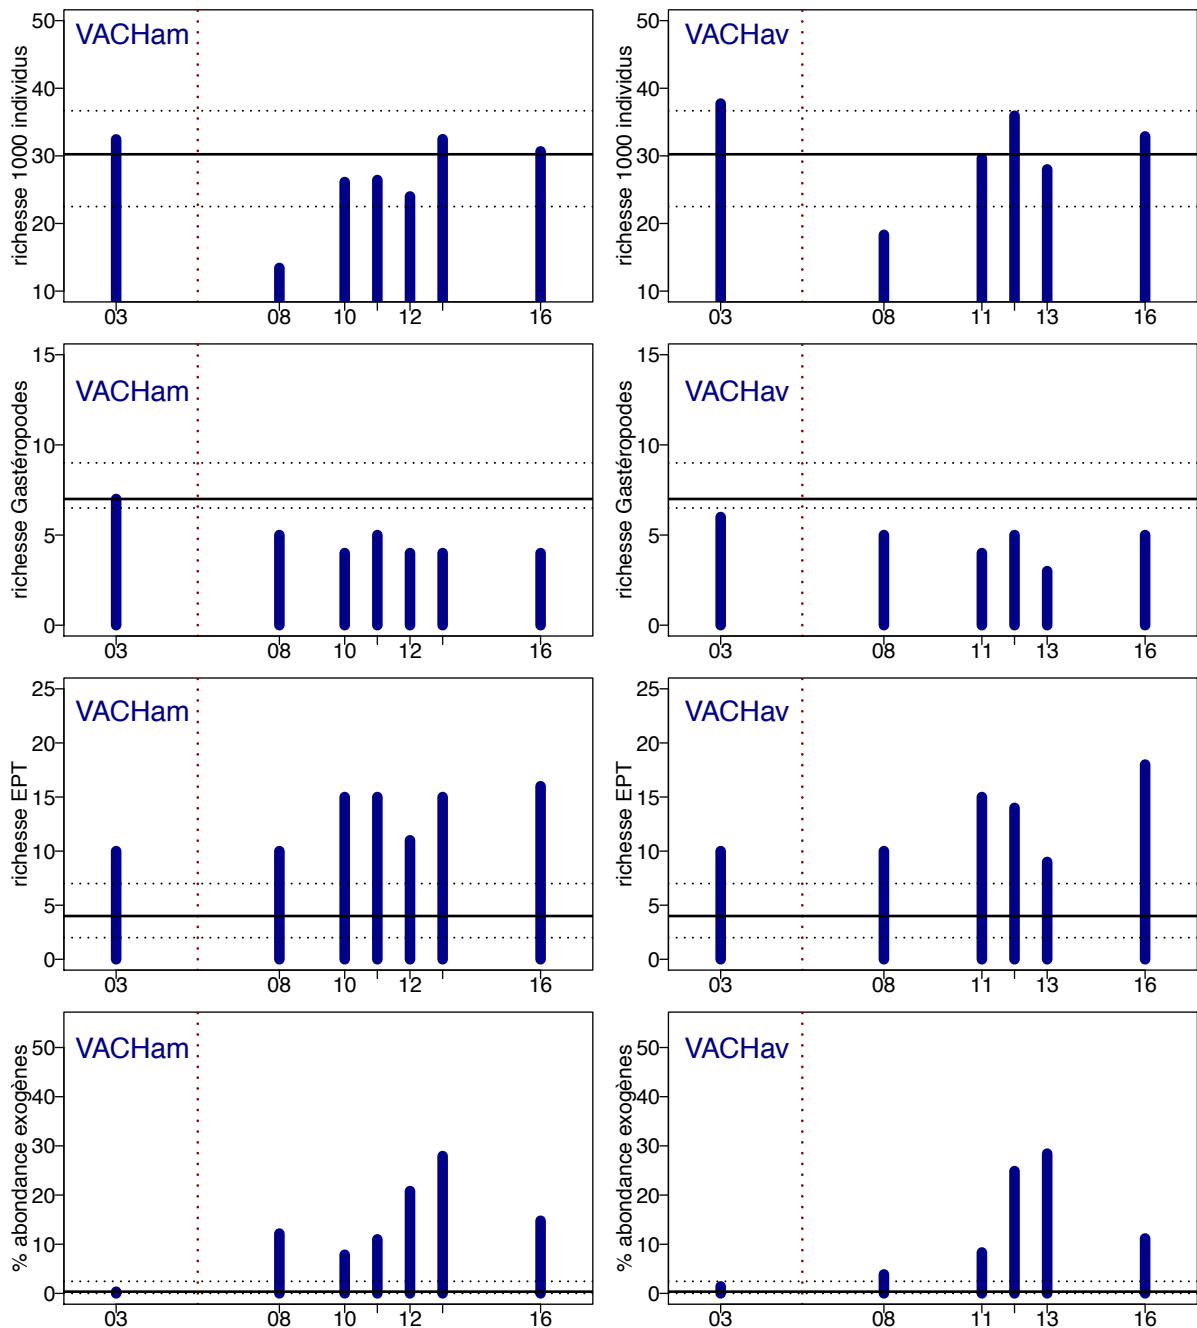 VACHam
richesse 1000 individus
50
40
30
20
10
03 08 10 12 16
VACHav
richesse 1000 individus
50
40
30
20
10
03 08 11 13 16
VACHam
richesse Gastéropodes
15
10
5
0
03 08 10 12 16
VACHav
richesse Gastéropodes
15
10
5
0
03 08 11 13 16
VACHam
richesse EPT
25
20
15
10
5
0
03 08 10 12 16
VACHav
richesse EPT
25
20
15
10
5
0
03 08 11 13 16
VACHam
% abondance exogènes
50
40
30
20
10
0
03 08 10 12 16
VACHav
% abondance exogènes
50
40
30
20
10
0
03 08 11 13 16